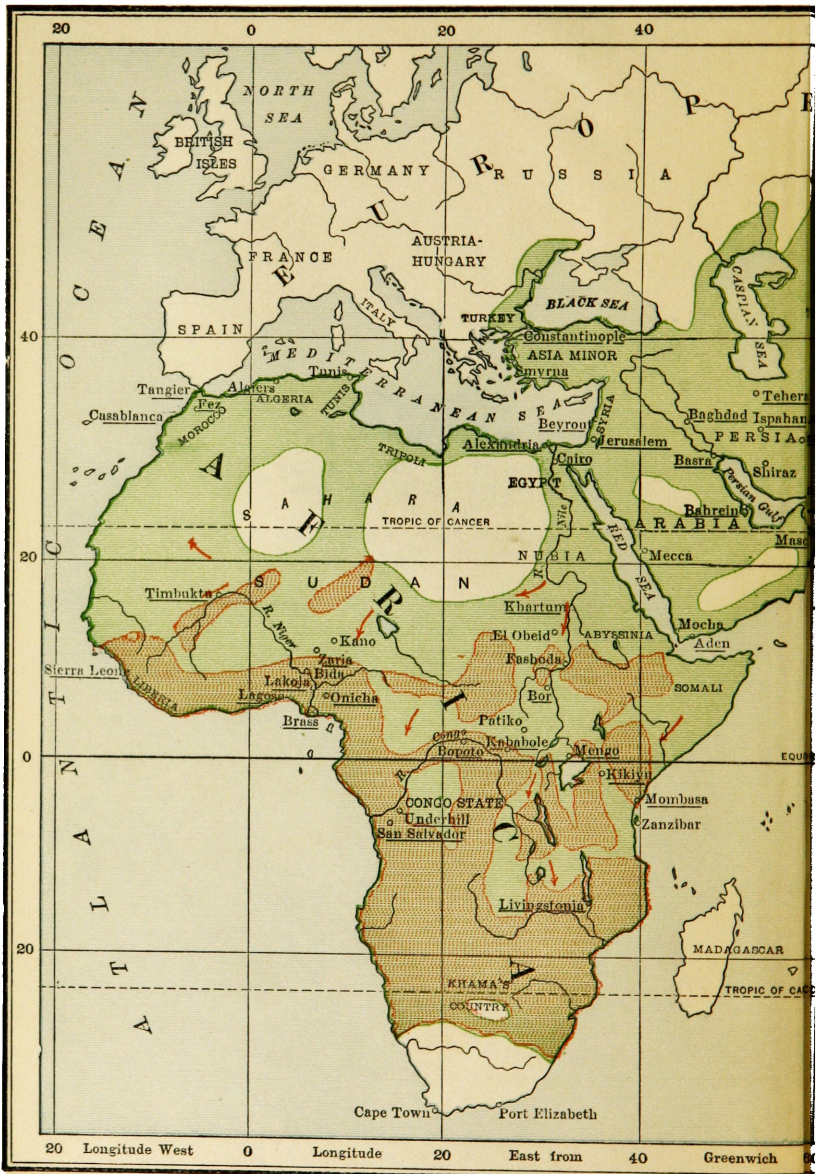 20 0 20 40
ATLANTIC OCEAN
NORTH
SEA
BRITISH
ISLES
EUROPE
GERMANY
RUSSIA
AUSTRIA-
HUNGARY
FRANCE
ITALY
SPAIN
TURKEY
BLACK SEA
CASPIAN
SEA
40
Constantinople
ASIA MINOR
Smyrna
MEDITERRANEAN SEA
Tangier
Algiers
Tunis
Fez
ALGERIA
TUNIS
Casablanca
MOROCCO
TRIPOLI
Beyrout
SYRIA
Jerusalem
Alexandria
Cairo
Baghdad
Ispahan
PERSIA
Basra
Shiraz
Persian Gulf
Bahrein
ARABIA
AFRICA
SAHARA
EGYPT
TROPIC OF CANCER
Nile
R.
NUBIA
RED
SEA
Mecca
20
SUDAN
Timbuktu
Khartum
R. Niger
Kano
El Obeid
ABYSSINIA
Mocha
Aden
Zaria
Fashoda
Sierra Leon
Bida
Lakoja
SOMALI
LIBERIA
Lagos
Onicha
Bor
Brass
Patiko
Kababole
Congo
R.
Bopoto
Mengo
0
Kikiyu
CONGO STATE
Mombasa
Underhill
Zanzibar
San Salvador
Livingstonia
20
MADAGASCAR
KHAMA'S
COUNTRY
Cape Town
Port Elizabeth
20 Longitude West 0 Longitude 20 East from 40 Greenwich